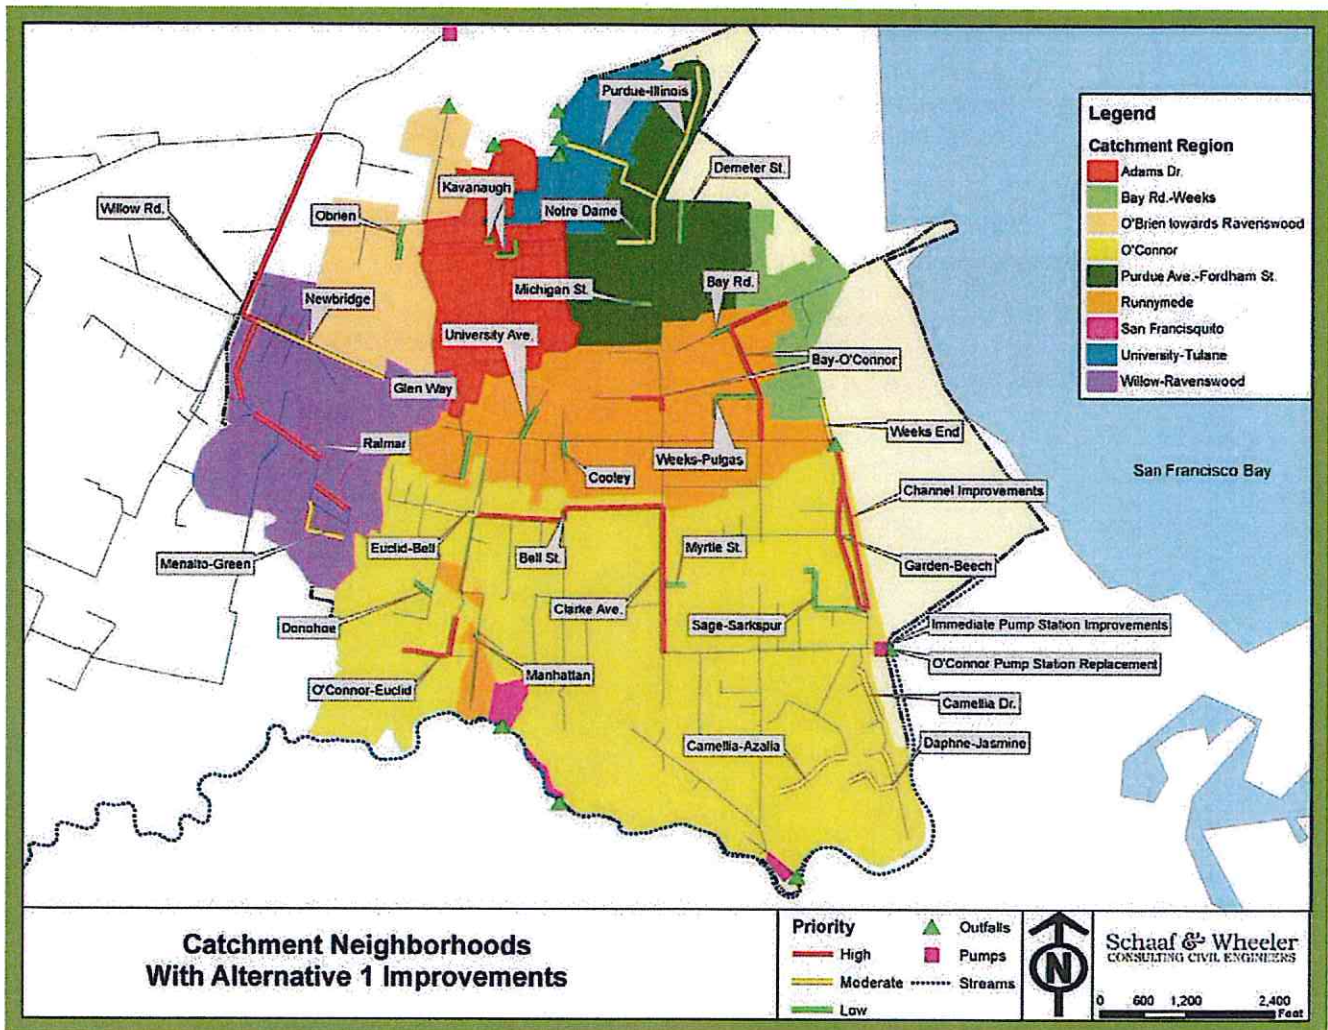 Purdue-Illinois
Demeter St.
Kavanaugh
Willow Rd.
Obrien
Notre Dame
Michigan St.
Bay Rd.
Newbridge
University Ave.
Bay-O'Connor
Glen Way
Weeks End
Ralmar
Weeks-Pulgas
Cooley
Channel Improvements
Euclid-Bell
Bell St.
Myrtle St.
Menalto-Green
Garden-Beech
Clarke Ave.
Donohoe
Sage-Sarkspur
Immediate Pump Station Improvements
O'Connor Pump Station Replacement
O'Connor-Euclid
Manhattan
Camellia Dr.
Camellia-Azalia
Daphne-Jasmine
San Francisco Bay
Legend
Catchment Region
Adams Dr.
Bay Rd.-Weeks
O'Brien towards Ravenswood
O'Connor
Purdue Ave.-Fordham St.
Runnymede
San Francisquito
University-Tulane
Willow-Ravenswood
Catchment Neighborhoods
With Alternative 1 Improvements
Priority
High
Moderate
Low
Outfalls
Pumps
Streams
N
Schaaf & Wheeler
CONSULTING CIVIL ENGINEERS
0 600 1,200 2,400
Feet